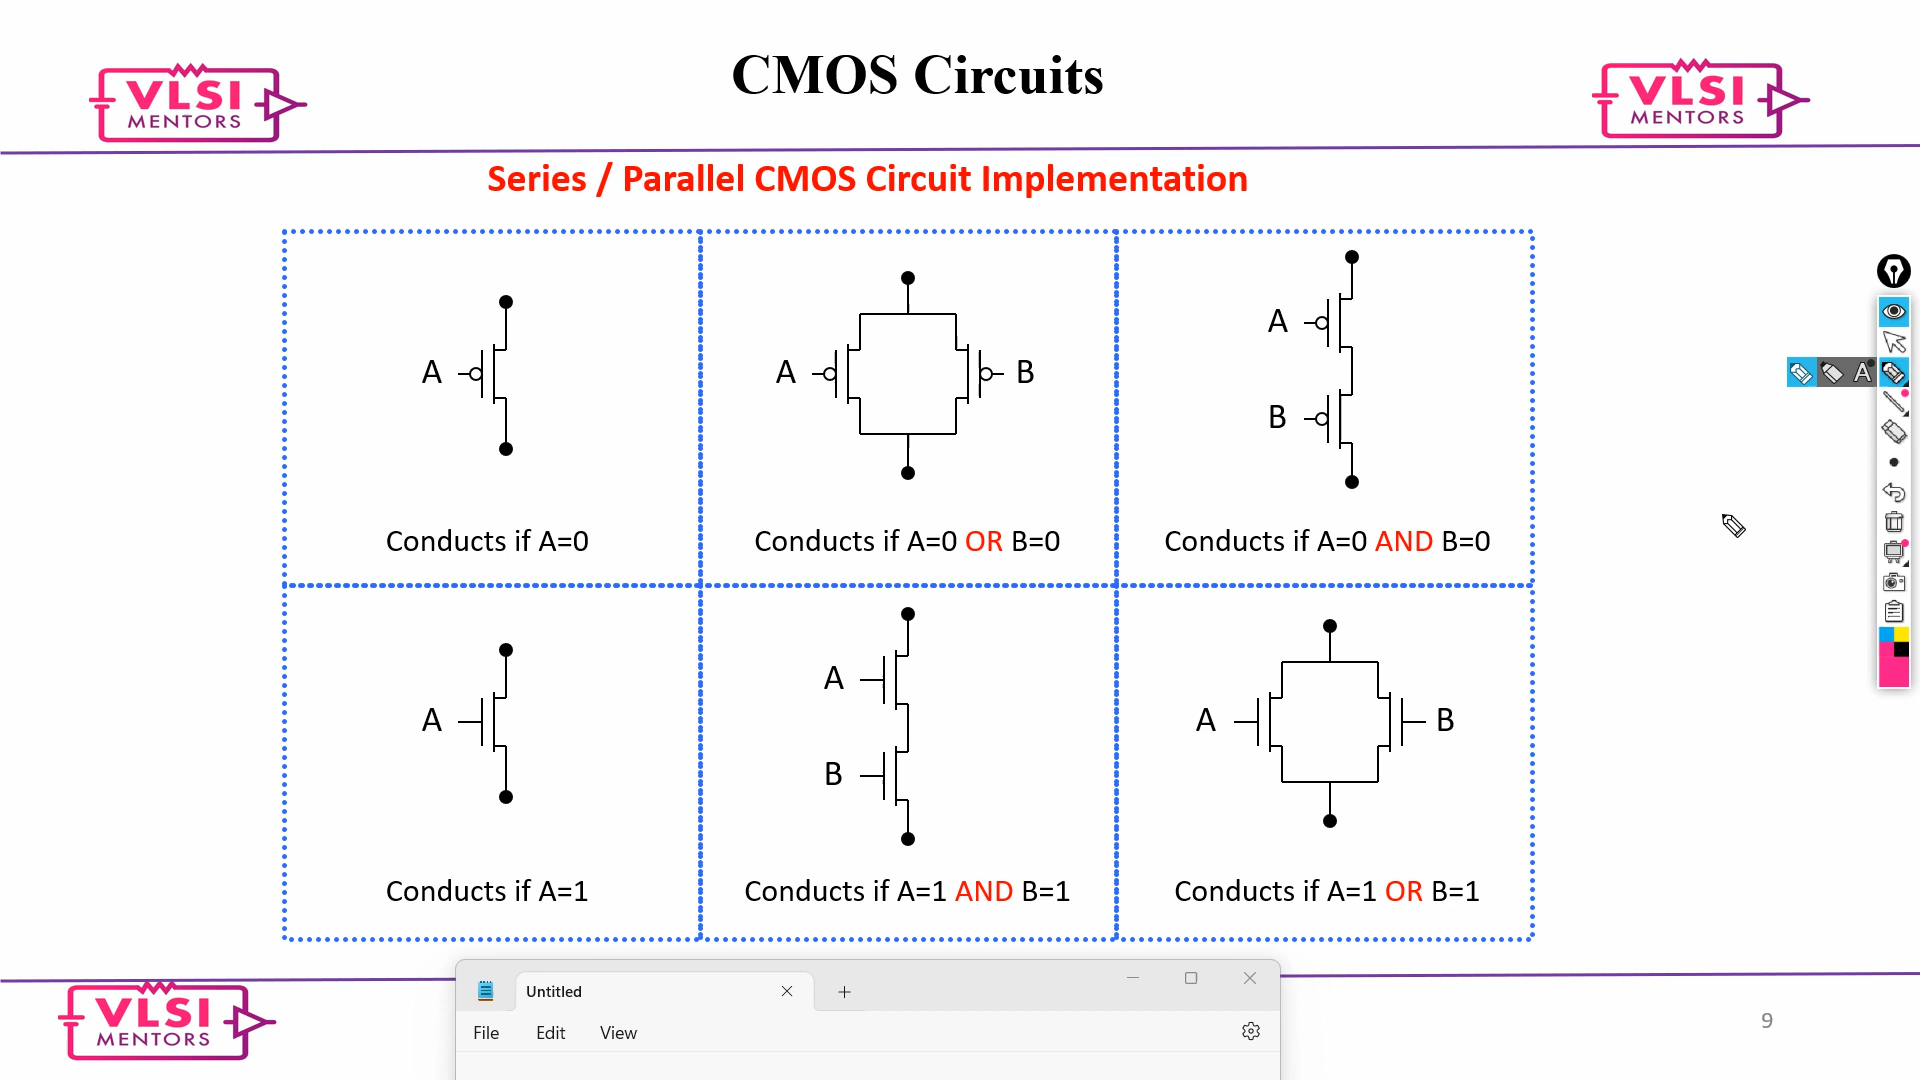 CMOS Circuits
VLSI
MENTORS
VLSI
MENTORS
Series / Parallel CMOS Circuit Implementation
A
A
B
A
B
Conducts if A=0
Conducts if A=0 OR B=0
Conducts if A=0 AND B=0
A
A
B
A
B
Conducts if A=1
Conducts if A=1 AND B=1
Conducts if A=1 OR B=1
A
Untitled
File Edit View
VLSI
MENTORS
9